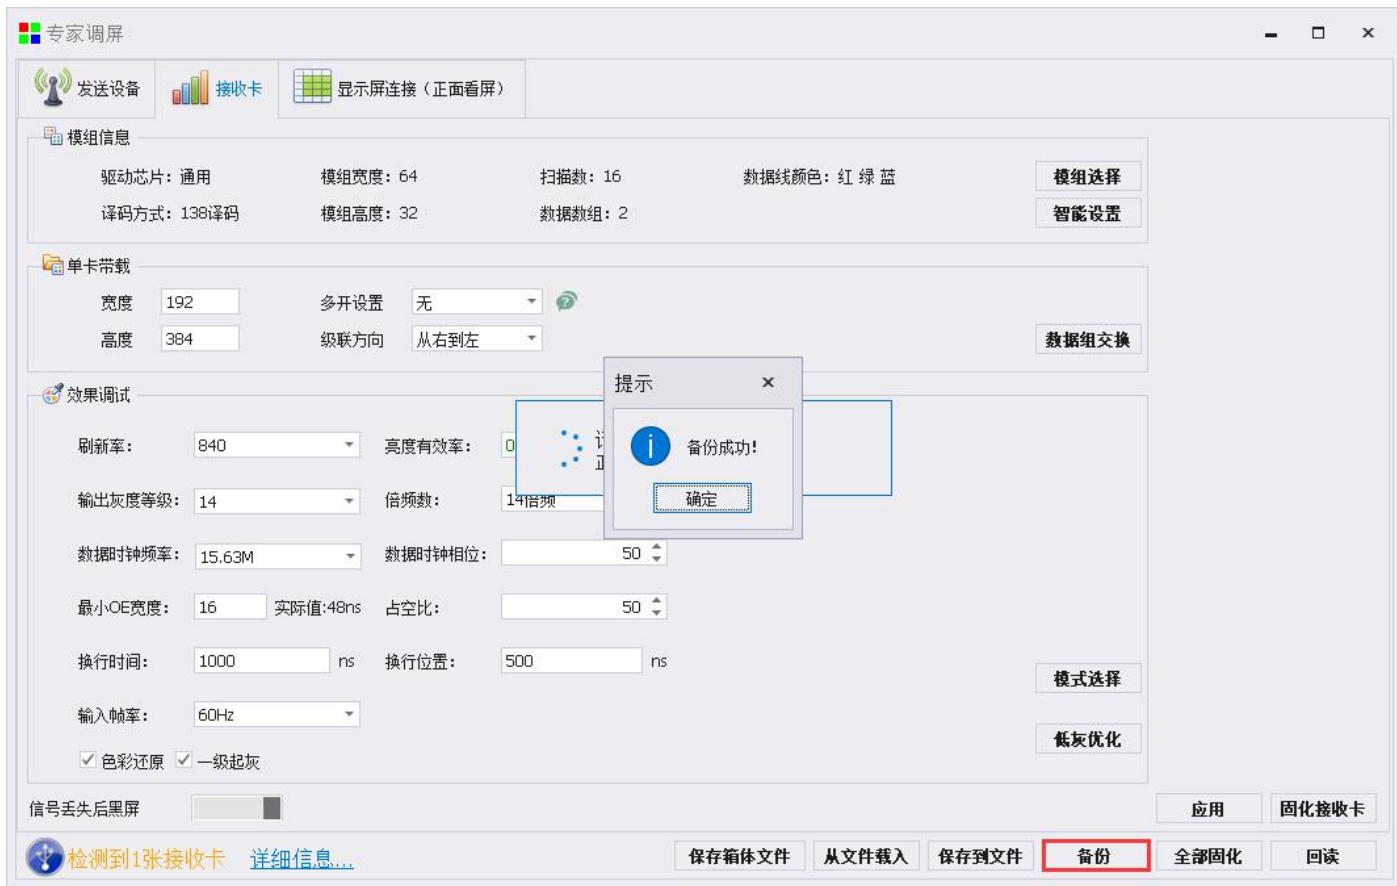 专家调屏
发送设备 接收卡 显示屏连接（正面看屏）
模组信息
驱动芯片：通用 模组宽度：64 扫描数：16 数据线颜色：红 绿 蓝 模组选择
译码方式：138译码 模组高度：32 数据数组：2 智能设置
单卡带载
宽度 192 多开设置 无
高度 384 级联方向 从右到左 数据组交换
提示
效果调试
刷新率： 840 亮度有效率： 0
备份成功!
确定
输出灰度等级： 14 倍频数： 14倍频
数据时钟频率： 15.63M 数据时钟相位： 50
最小OE宽度： 16 实际值:48ns 占空比： 50
换行时间： 1000 ns 换行位置： 500 ns
模式选择
输入帧率： 60Hz
低灰优化
色彩还原 一级起灰
信号丢失后黑屏 应用 固化接收卡
检测到1张接收卡 详细信息... 保存箱体文件 从文件载入 保存到文件 备份 全部固化 回读